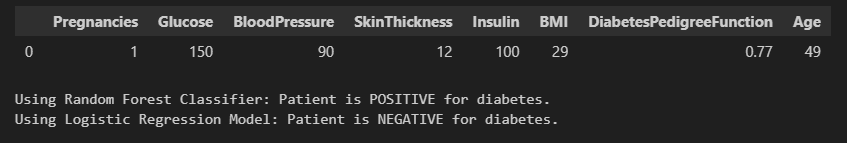 Pregnancies Glucose BloodPressure SkinThickness Insulin BMI DiabetesPedigreeFunction Age
0 1 150 90 12 100 29 0.77 49
Using Random Forest Classifier: Patient is POSITIVE for diabetes.
Using Logistic Regression Model: Patient is NEGATIVE for diabetes.